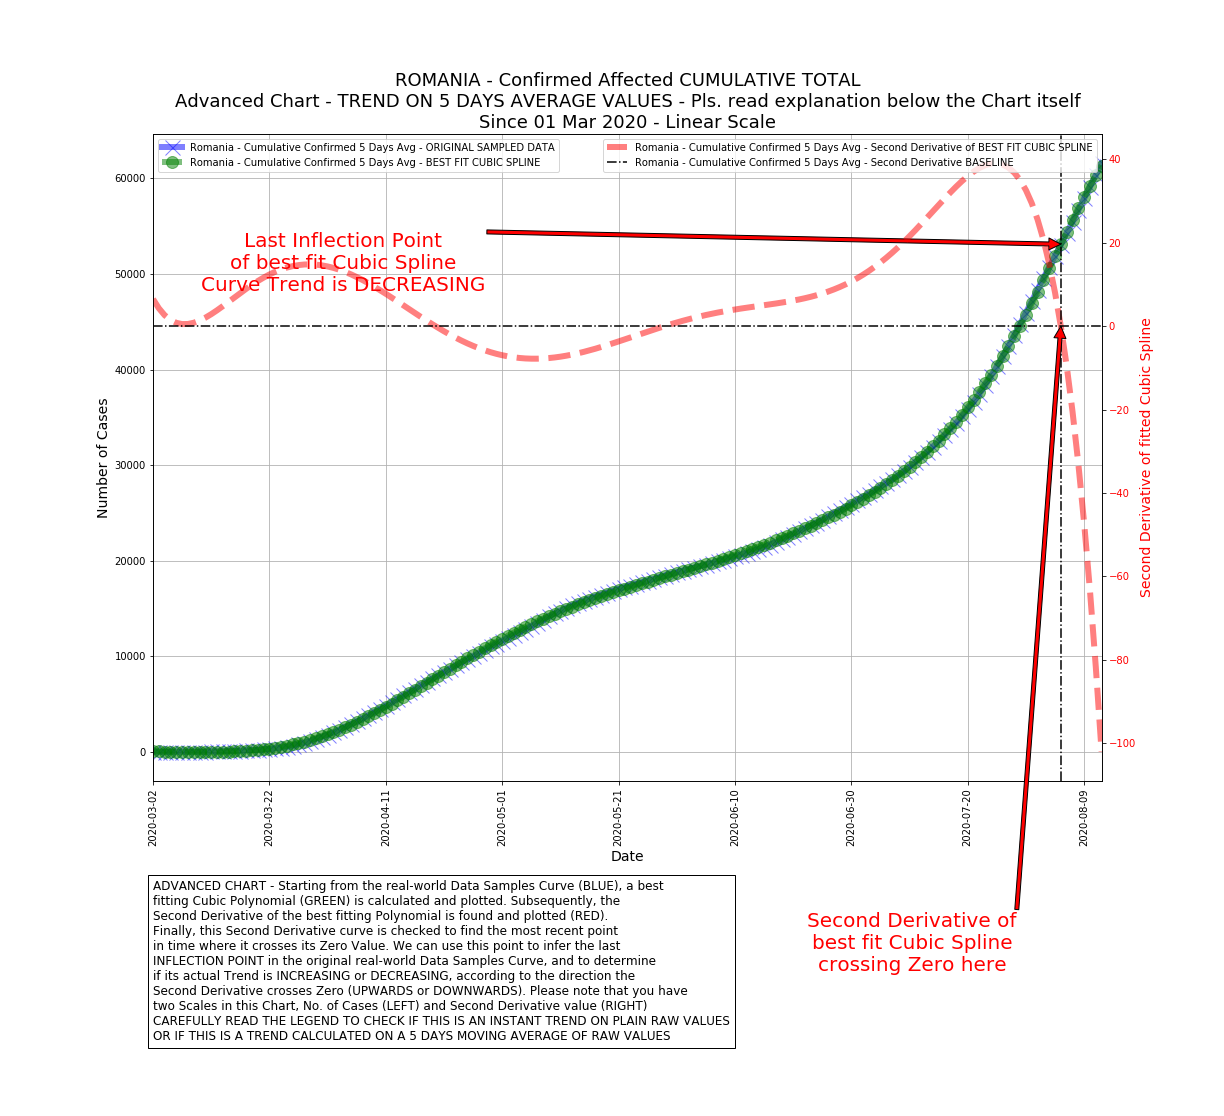 ROMANIA - Confirmed Affected CUMULATIVE TOTAL
Advanced Chart - TREND ON 5 DAYS AVERAGE VALUES - Pls. read explanation below the Chart itself
Since 01 Mar 2020 - Linear Scale
Romania - Cumulative Confirmed 5 Days Avg - ORIGINAL SAMPLED DATA
Romania - Cumulative Confirmed 5 Days Avg - BEST FIT CUBIC SPLINE
Romania - Cumulative Confirmed 5 Days Avg - Second Derivative of BEST FIT CUBIC SPLINE
Romania - Cumulative Confirmed 5 Days Avg - Second Derivative BASELINE
Last Inflection Point
of best fit Cubic Spline
Curve Trend is DECREASING
Number of Cases
60000
50000
40000
30000
20000
10000
0
40
20
0
−20
−40
−60
−80
−100
Second Derivative of fitted Cubic Spline
2020-03-02
2020-03-22
2020-04-11
2020-05-01
2020-05-21
2020-06-10
2020-06-30
2020-07-20
2020-08-09
Date
ADVANCED CHART - Starting from the real-world Data Samples Curve (BLUE), a best
fitting Cubic Polynomial (GREEN) is calculated and plotted. Subsequently, the
Second Derivative of the best fitting Polynomial is found and plotted (RED).
Finally, this Second Derivative curve is checked to find the most recent point
in time where it crosses its Zero Value. We can use this point to infer the last
INFLECTION POINT in the original real-world Data Samples Curve, and to determine
if its actual Trend is INCREASING or DECREASING, according to the direction the
Second Derivative crosses Zero (UPWARDS or DOWNWARDS). Please note that you have
two Scales in this Chart, No. of Cases (LEFT) and Second Derivative value (RIGHT)
CAREFULLY READ THE LEGEND TO CHECK IF THIS IS AN INSTANT TREND ON PLAIN RAW VALUES
OR IF THIS IS A TREND CALCULATED ON A 5 DAYS MOVING AVERAGE OF RAW VALUES
Second Derivative of
best fit Cubic Spline
crossing Zero here